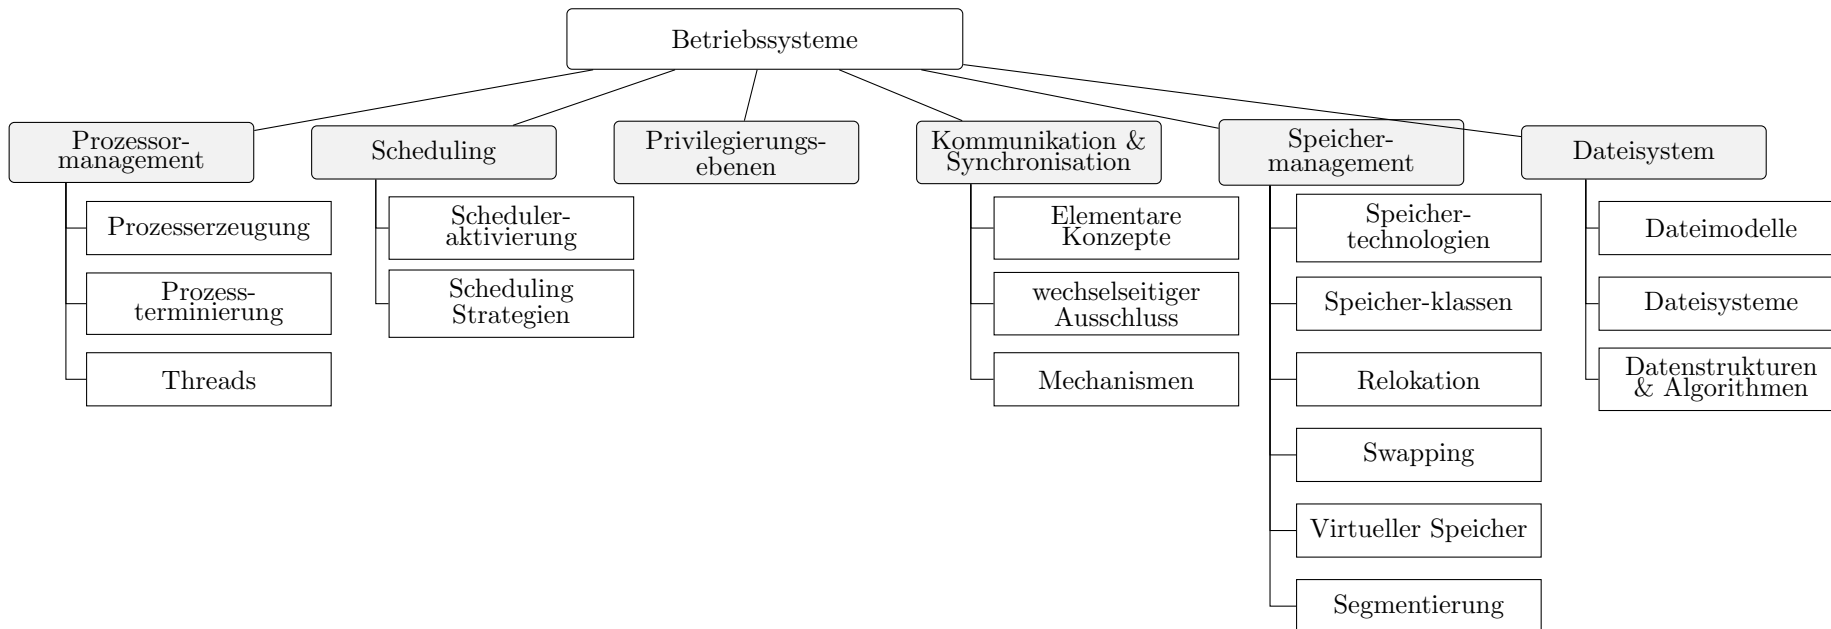 Betriebssysteme
Prozessor-
management
Prozesserzeugung
Prozess-
terminierung
Threads
Scheduling
Scheduler-
aktivierung
Scheduling
Strategien
Privilegierungs-
ebenen
Kommunikation &
Synchronisation
Elementare
Konzepte
wechselseitiger
Ausschluss
Mechanismen
Speicher-
management
Speicher-
technologien
Speicher-klassen
Relokation
Swapping
Virtueller Speicher
Segmentierung
Dateisystem
Dateimodelle
Dateisysteme
Datenstrukturen
& Algorithmen